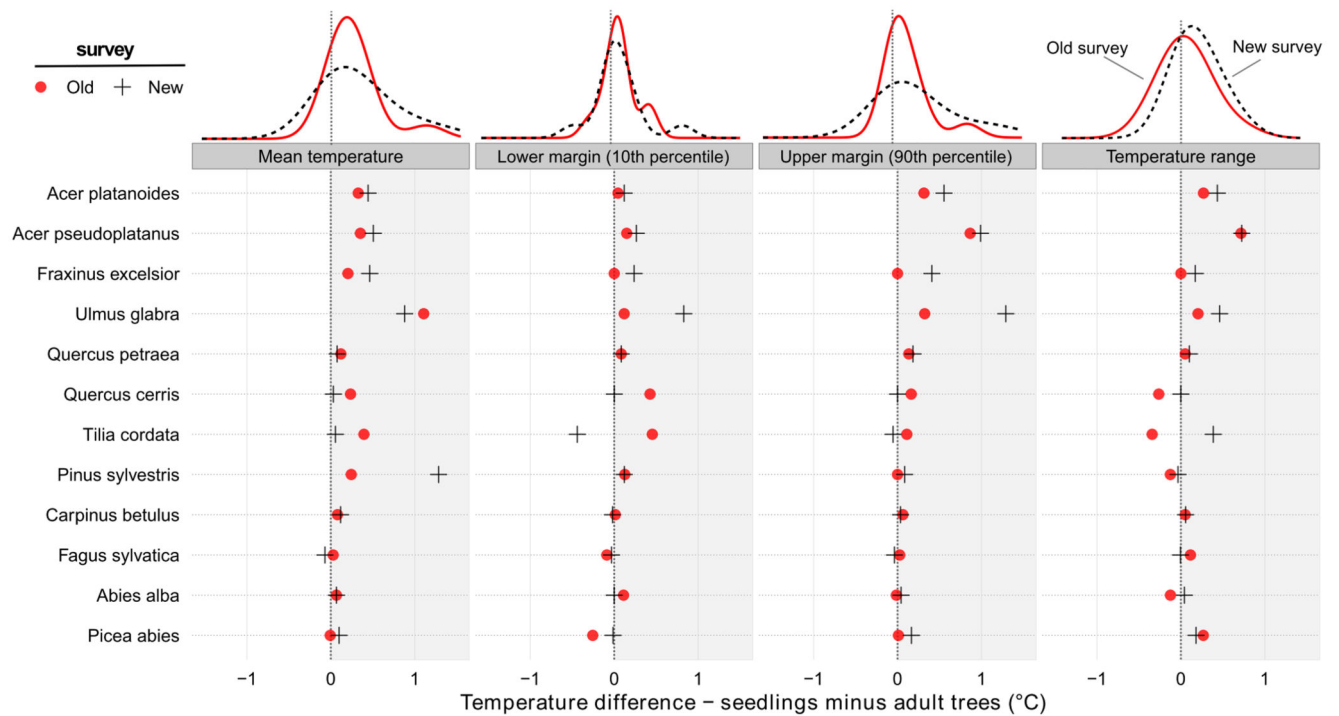 survey
Old New
Old survey
New survey
Mean temperature
Lower margin (10th percentile)
Upper margin (90th percentile)
Temperature range
Acer platanoides
Acer pseudoplatanus
Fraxinus excelsior
Ulmus glabra
Quercus petraea
Quercus cerris
Tilia cordata
Pinus sylvestris
Carpinus betulus
Fagus sylvatica
Abies alba
Picea abies
−1 0 1 −1 0 1 −1 0 1 −1 0 1
Temperature difference − seedlings minus adult trees (°C)